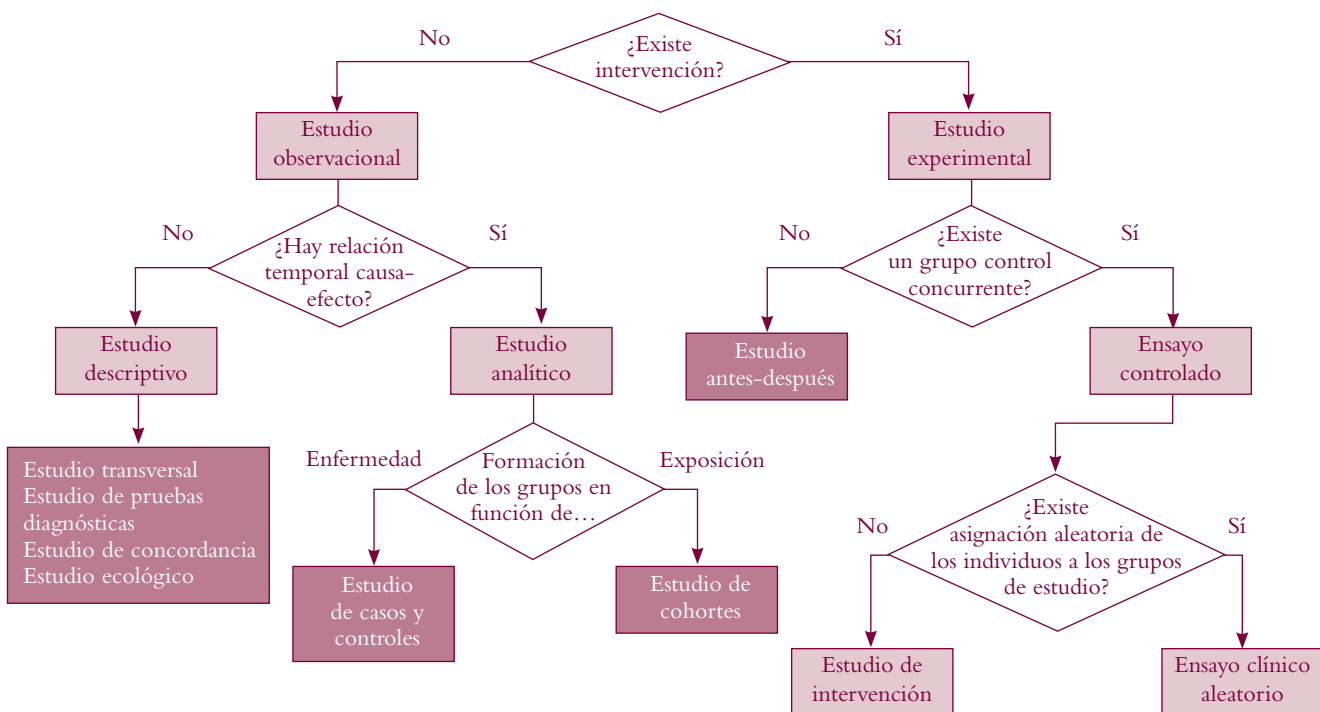 No
¿Existe
intervención?
Sí
Estudio
observacional
Estudio
experimental
No
¿Hay relación
temporal causa-
efecto?
Sí
No
¿Existe
un grupo control
concurrente?
Sí
Estudio
descriptivo
Estudio
analítico
Estudio
antes-después
Ensayo
controlado
Estudio transversal
Estudio de pruebas
diagnósticas
Estudio de concordancia
Estudio ecológico
Enfermedad
Formación
de los grupos en
función de…
Exposición
Estudio
de casos y
controles
Estudio de
cohortes
No
¿Existe
asignación aleatoria de
los individuos a los grupos
de estudio?
Sí
Estudio de
intervención
Ensayo clínico
aleatorio